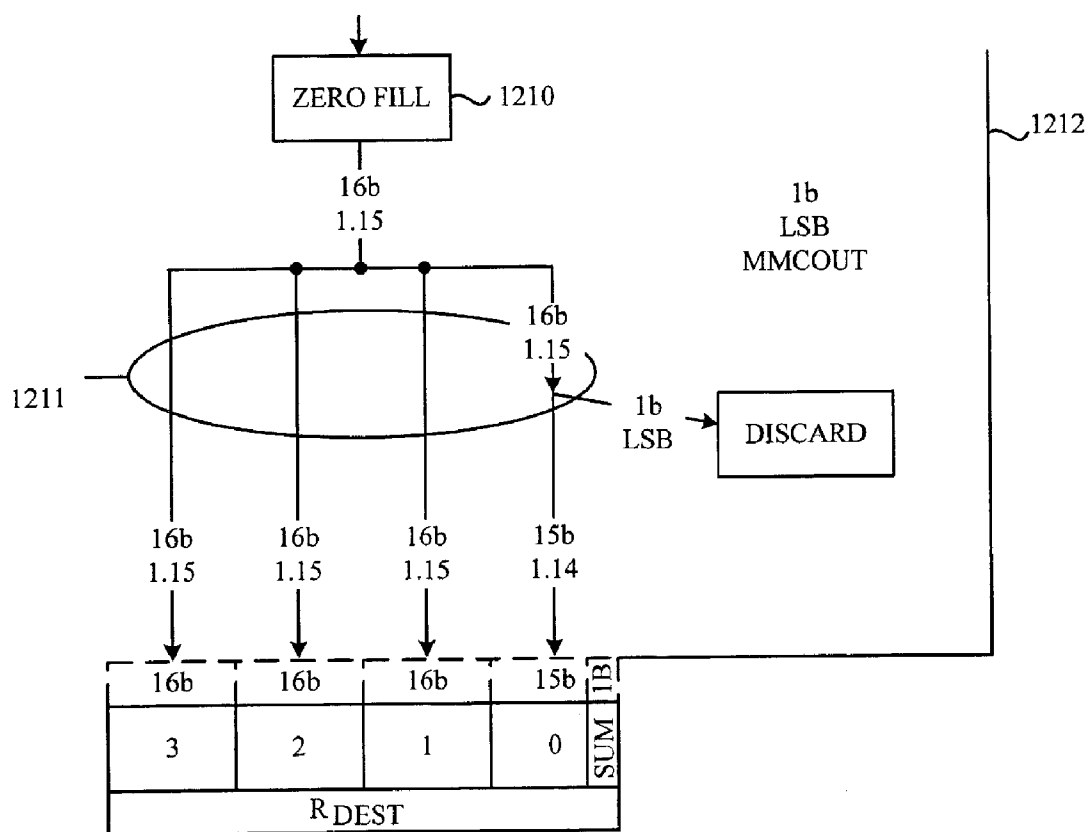 ZERO FILL
1210
1212
16b
1.15
1b
LSB
MMCOUT
16b
1.15
1211
1b
LSB
DISCARD
16b
1.15
16b
1.15
16b
1.15
15b
1.14
16b 16b 16b 15b 1B
3 2 1 0 SUM
RDEST